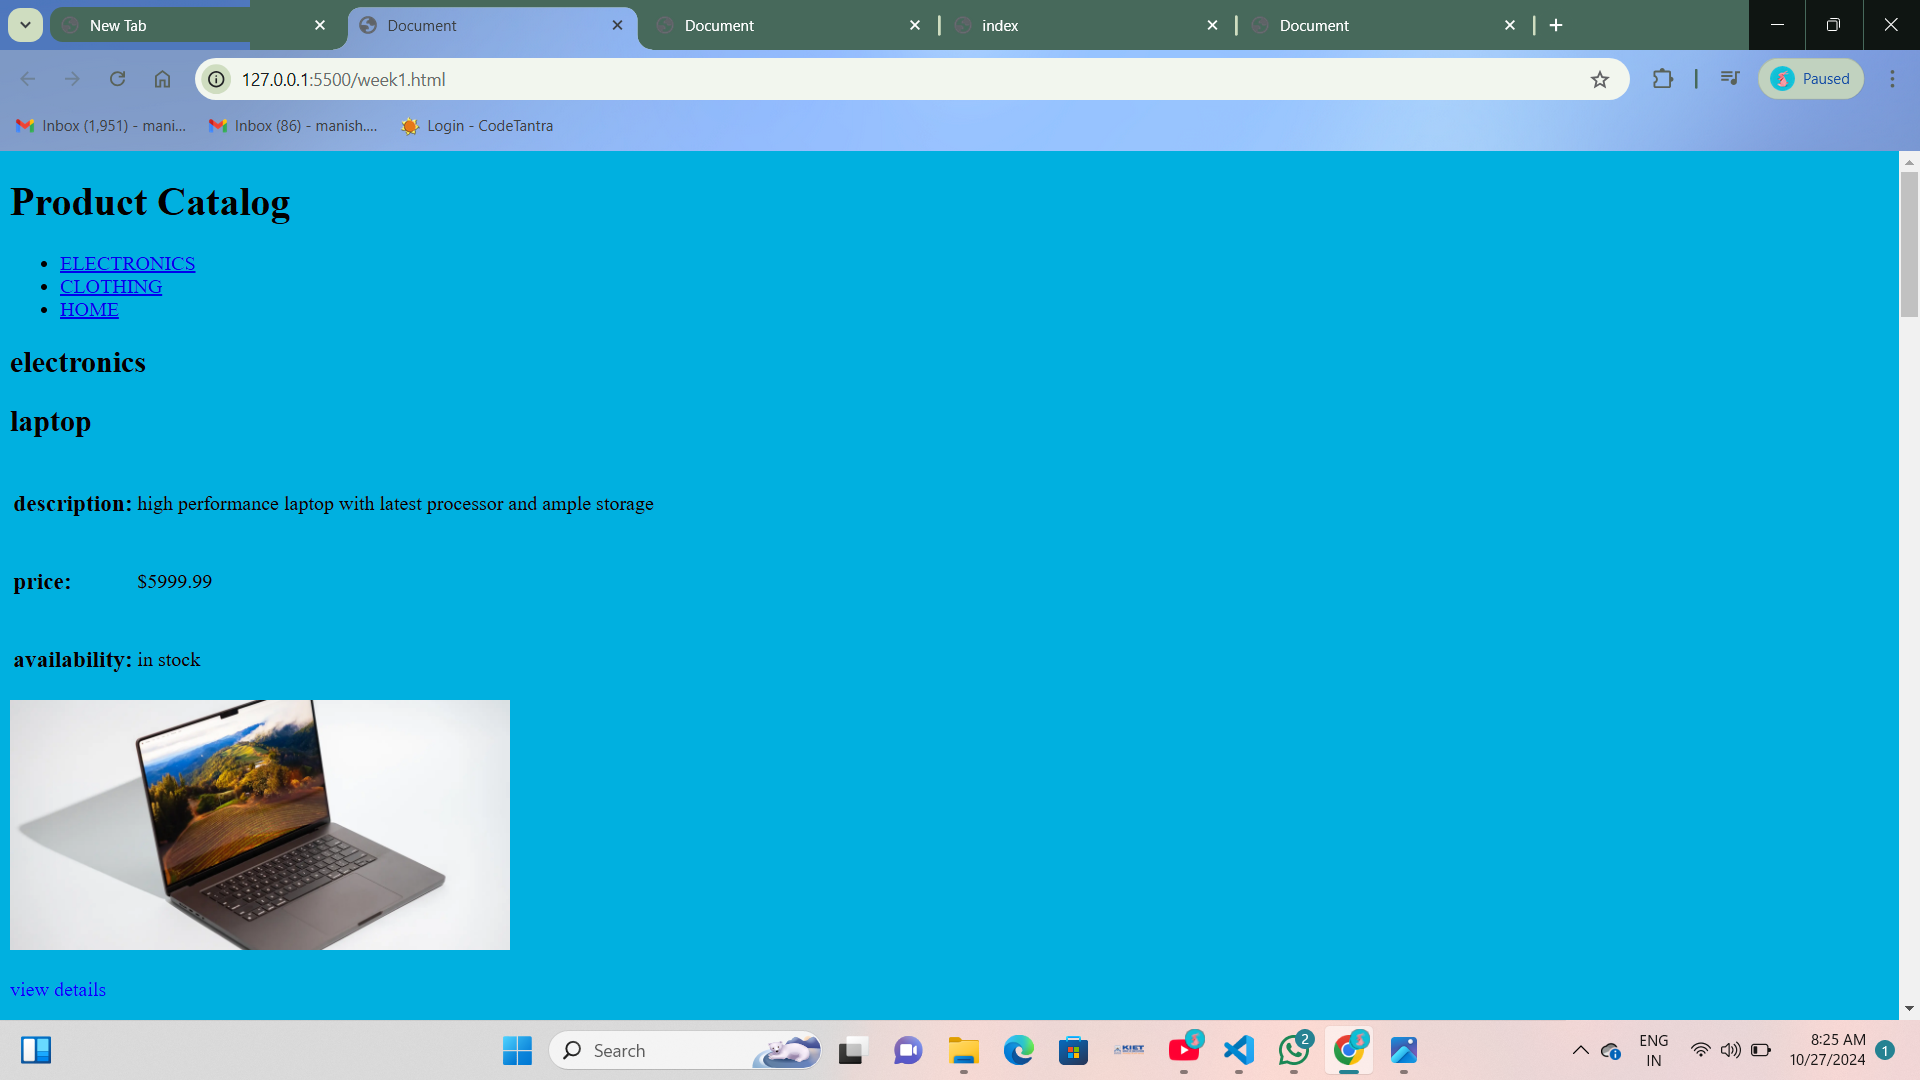 New Tab
Document
Document
index
Document
127.0.0.1:5500/week1.html
Paused
Inbox (1,951) - mani...
Inbox (86) - manish....
Login - CodeTantra
Product Catalog
ELECTRONICS
CLOTHING
HOME
electronics
laptop
description: high performance laptop with latest processor and ample storage
price: $5999.99
availability: in stock
view details
Search
KIET
2
ENG
IN
8:25 AM
10/27/2024
1